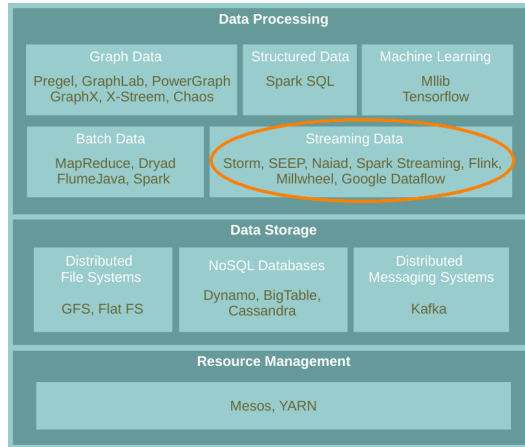 Data Processing
Graph Data
Pregel, GraphLab, PowerGraph
GraphX, X-Streem, Chaos
Structured Data
Spark SQL
Machine Learning
Mllib
Tensorflow
Batch Data
MapReduce, Dryad
FlumeJava, Spark
Streaming Data
Storm, SEEP, Naiad, Spark Streaming, Flink,
Millwheel, Google Dataflow
Data Storage
Distributed
File Systems
GFS, Flat FS
NoSQL Databases
Dynamo, BigTable,
Cassandra
Distributed
Messaging Systems
Kafka
Resource Management
Mesos, YARN